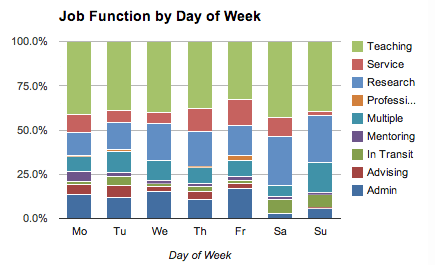 Job Function by Day of Week
100.0%
75.0%
50.0%
25.0%
0.0%
Mo Tu We Th Fr Sa Su
Day of Week
Teaching
Service
Research
Professi...
Multiple
Mentoring
In Transit
Advising
Admin